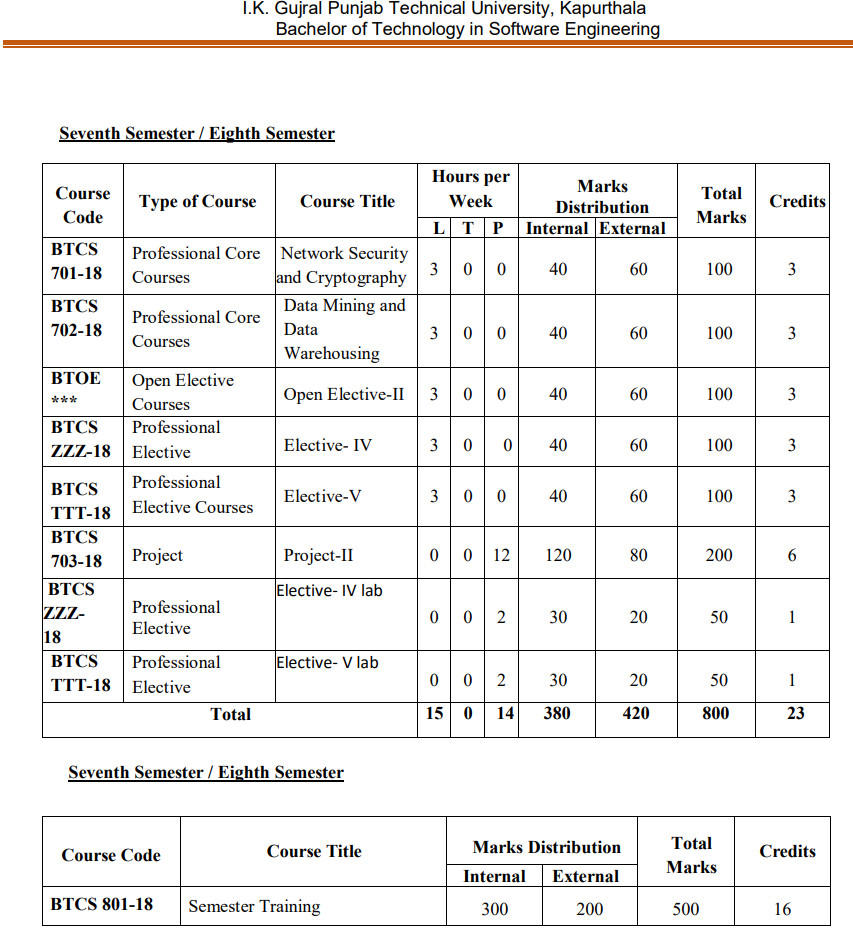 I.K. Gujral Punjab Technical University, Kapurthala
Bachelor of Technology in Software Engineering
Seventh Semester / Eighth Semester
Course Code Type of Course Course Title Hours per Week Marks Distribution Total Marks Credits
L T P Internal External
BTCS 701-18 Professional Core Courses Network Security and Cryptography 3 0 0 40 60 100 3
BTCS 702-18 Professional Core Courses Data Mining and Data Warehousing 3 0 0 40 60 100 3
BTOE *** Open Elective Courses Open Elective-II 3 0 0 40 60 100 3
BTCS ZZZ-18 Professional Elective Elective- IV 3 0 0 40 60 100 3
BTCS TTT-18 Professional Elective Courses Elective-V 3 0 0 40 60 100 3
BTCS 703-18 Project Project-II 0 0 12 120 80 200 6
BTCS ZZZ- 18 Professional Elective Elective- IV lab 0 0 2 30 20 50 1
BTCS TTT-18 Professional Elective Elective- V lab 0 0 2 30 20 50 1
Total 15 0 14 380 420 800 23
Seventh Semester / Eighth Semester
Course Code Course Title Marks Distribution Total Marks Credits
Internal External
BTCS 801-18 Semester Training 300 200 500 16